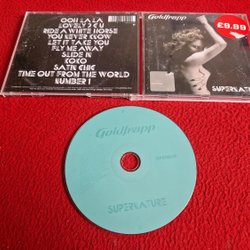 OOH LA LA
LOVELY 2 C U
RIDE A WHITE HORSE
YOU NEVER KNOW
LET IT TAKE YOU
FLY ME AWAY
SLIDE IN
KOKO
SATIN CHIC
TIME OUT FROM THE WORLD
NUMBER 1
Goldfrapp
£9.99
SUPERNATURE
Goldfrapp
SUPERNATURE